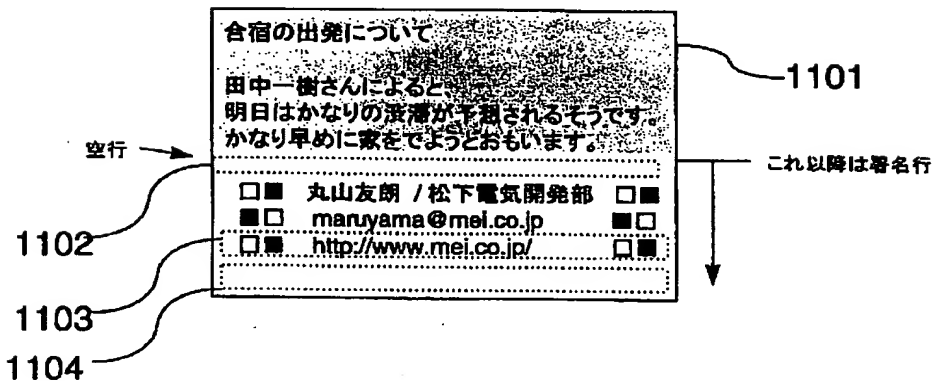 合宿の出発について
田中一樹さんによると、
明日はかなりの渋滞が予想されるそうです。
かなり早めに家をでようとおもいます。
1101
空行
これ以降は署名行
□■ 丸山友朗 / 松下電気開発部 □■
■□ maruyama@mei.co.jp ■□
□■ http://www.mei.co.jp/ □■
1102
1103
1104